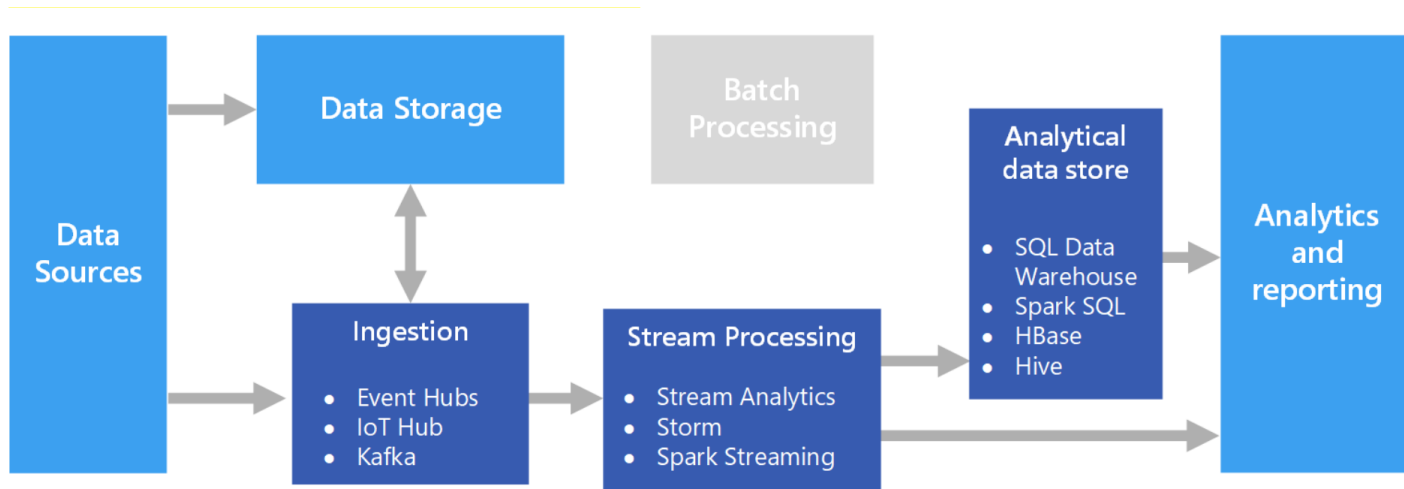 Data
Sources
Data Storage
Batch
Processing
Ingestion
• Event Hubs
• IoT Hub
• Kafka
Stream Processing
• Stream Analytics
• Storm
• Spark Streaming
Analytical
data store
• SQL Data
Warehouse
• Spark SQL
• HBase
• Hive
Analytics
and
reporting